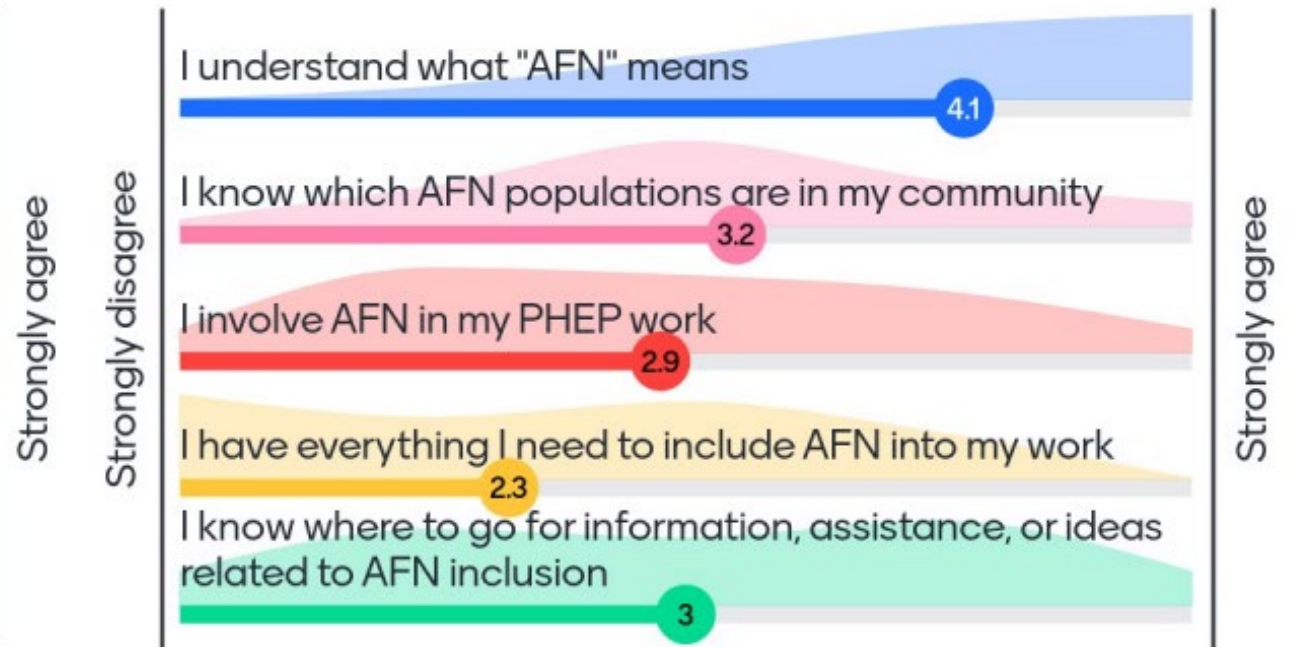 Strongly agree
Strongly disagree
I understand what "AFN" means
4.1
I know which AFN populations are in my community
3.2
I involve AFN in my PHEP work
2.9
I have everything I need to include AFN into my work
2.3
I know where to go for information, assistance, or ideas
related to AFN inclusion
3
Strongly agree